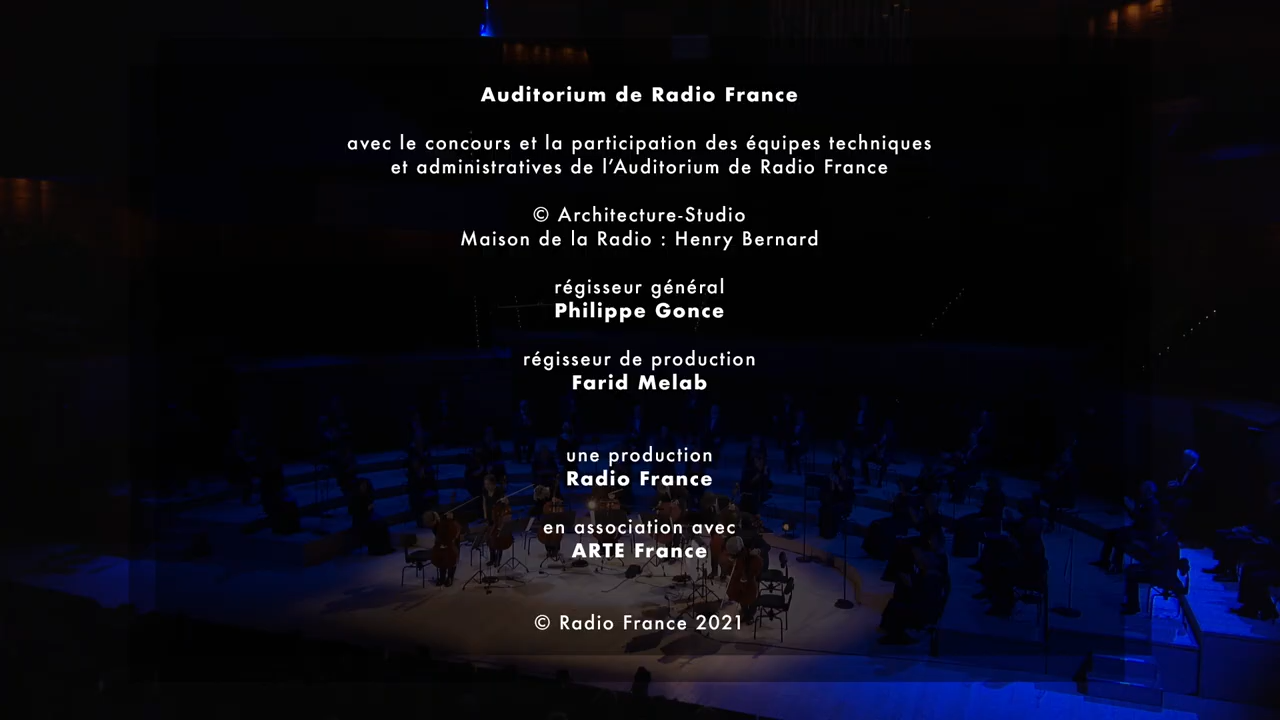 Auditorium de Radio France
avec le concours et la participation des équipes techniques
et administratives de l’Auditorium de Radio France
© Architecture-Studio
Maison de la Radio : Henry Bernard
régisseur général
Philippe Gonce
régisseur de production
Farid Melab
une production
Radio France
en association avec
ARTE France
© Radio France 2021